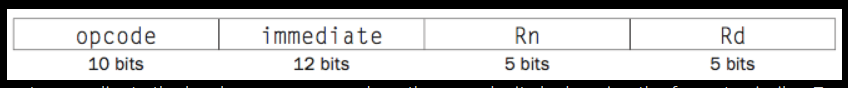 opcode immediate Rn Rd
10 bits 12 bits 5 bits 5 bits